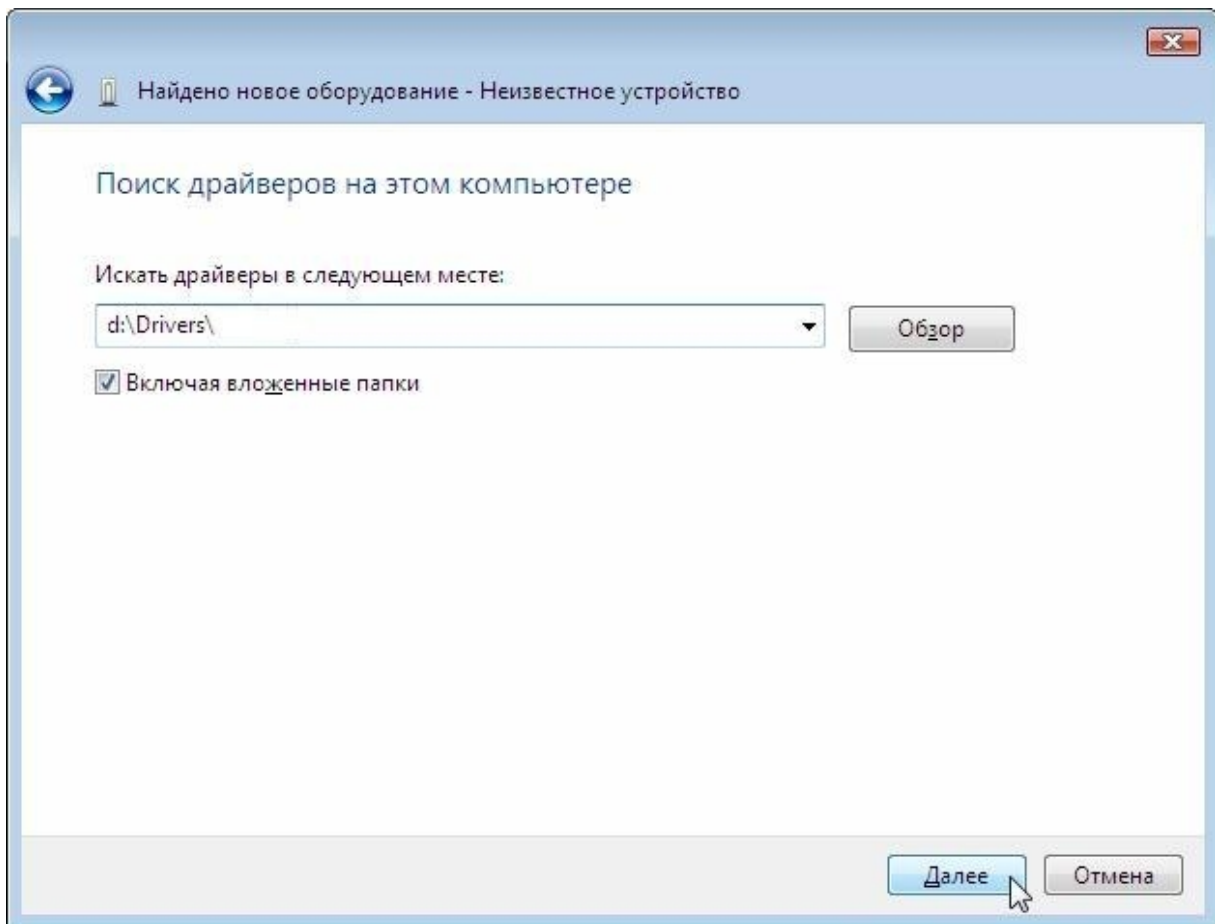 Найдено новое оборудование - Неизвестное устройство
Поиск драйверов на этом компьютере
Искать драйверы в следующем месте:
d:\Drivers\
Обзор
Включая вложенные папки
Далее
Отмена